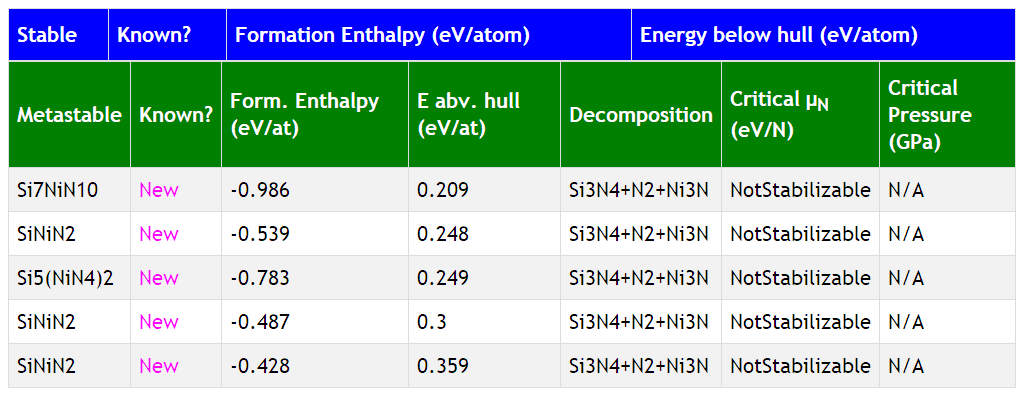 Stable Known? Formation Enthalpy (eV/atom) Energy below hull (eV/atom)
Metastable Known? Form. Enthalpy (eV/at) E abv. hull (eV/at) Decomposition Critical μN (eV/N) Critical Pressure (GPa)
Si7NiN10 New -0.986 0.209 Si3N4+N2+Ni3N NotStabilizable N/A
SiNiN2 New -0.539 0.248 Si3N4+N2+Ni3N NotStabilizable N/A
Si5(NiN4)2 New -0.783 0.249 Si3N4+N2+Ni3N NotStabilizable N/A
SiNiN2 New -0.487 0.3 Si3N4+N2+Ni3N NotStabilizable N/A
SiNiN2 New -0.428 0.359 Si3N4+N2+Ni3N NotStabilizable N/A